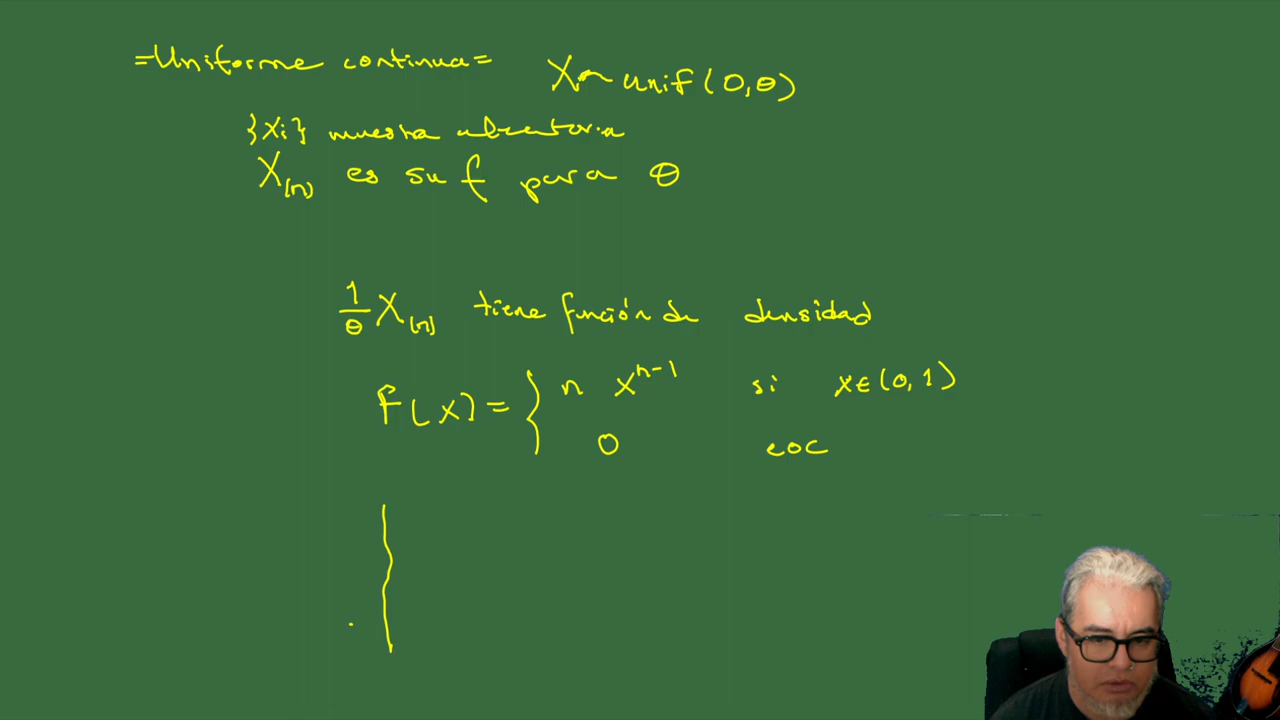 =Uniforme continua= X~unif(0,θ)
{Xi} muestra aleatoria
X(n) es suf para θ
1/θ X(n) tiene función de densidad
f(x)= { n x^{n-1} si x∈(0,1)
0 eoc